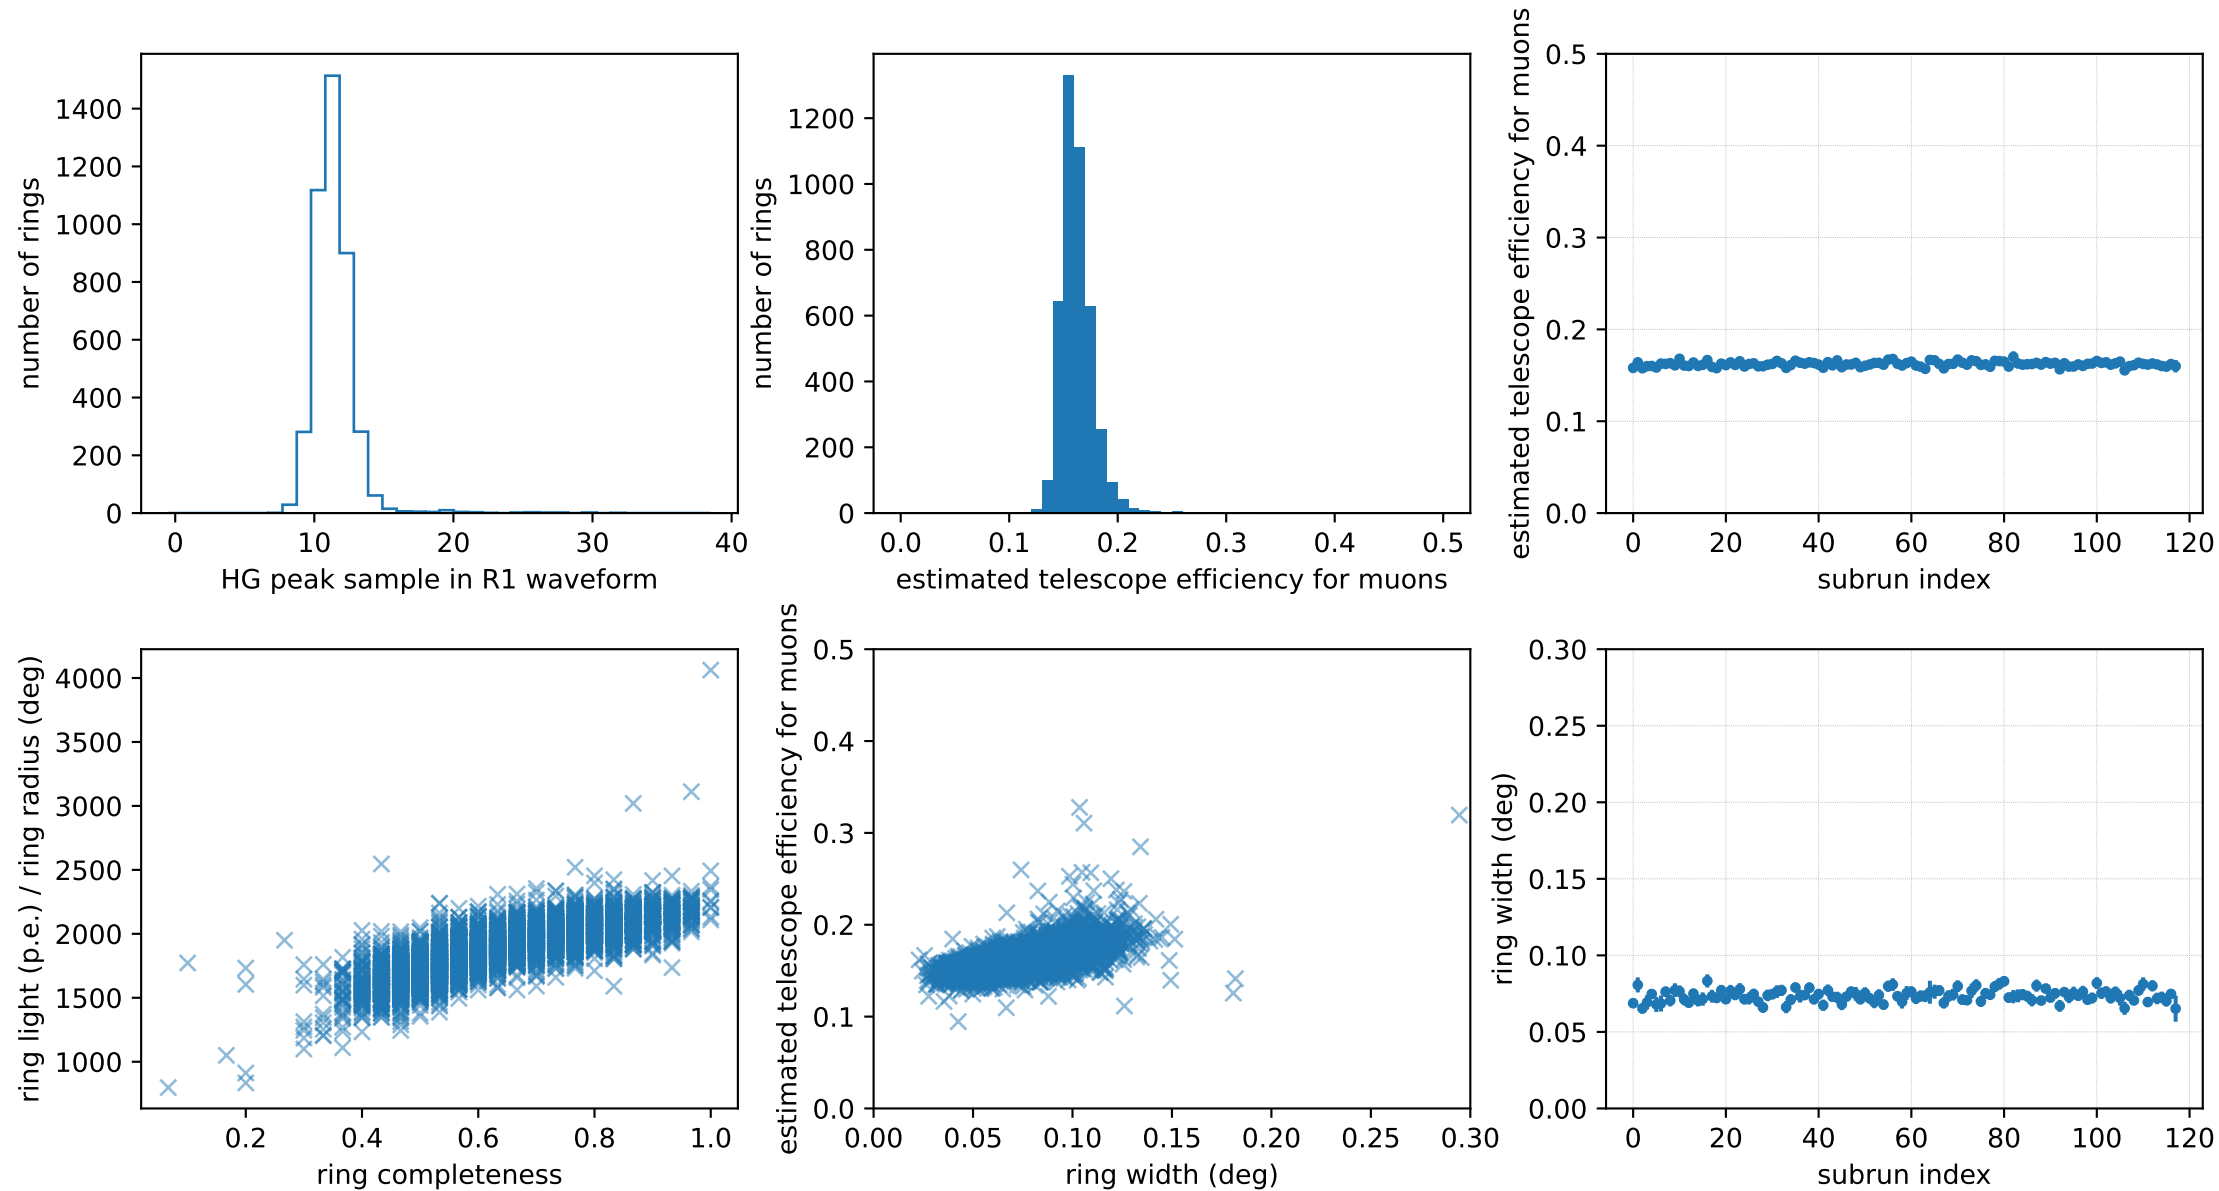 number of rings
1400
1200
1000
800
600
400
200
0
0 10 20 30 40
HG peak sample in R1 waveform
number of rings
1200
1000
800
600
400
200
0
0.0 0.1 0.2 0.3 0.4 0.5
estimated telescope efficiency for muons
estimated telescope efficiency for muons
0.5
0.4
0.3
0.2
0.1
0.0
0 20 40 60 80 100 120
subrun index
ring light (p.e.) / ring radius (deg)
4000
3500
3000
2500
2000
1500
1000
0.2 0.4 0.6 0.8 1.0
ring completeness
estimated telescope efficiency for muons
0.5
0.4
0.3
0.2
0.1
0.0
0.00 0.05 0.10 0.15 0.20 0.25 0.30
ring width (deg)
ring width (deg)
0.30
0.25
0.20
0.15
0.10
0.05
0.00
0 20 40 60 80 100 120
subrun index